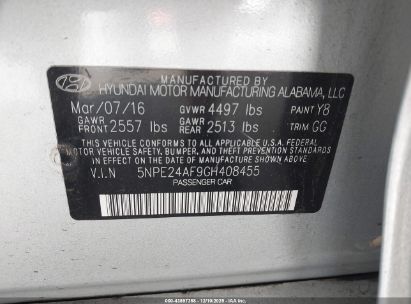 MANUFACTURED BY
HYUNDAI MOTOR MANUFACTURING ALABAMA, LLC
Mar/07/16 GVWR 4497 lbs PAINT Y8
GAWR FRONT 2557 lbs GAWR REAR 2513 lbs TRIM GG
THIS VEHICLE CONFORMS TO ALL APPLICABLE U.S.A FEDERAL MOTOR
VEHICLE SAFETY, BUMPER, AND THEFT PREVENTION STANDARDS
IN EFFECT ON THE DATE OF MANUFACTURE SHOWN ABOVE.
V.I.N 5NPE24AF9GH408455
PASSENGER CAR